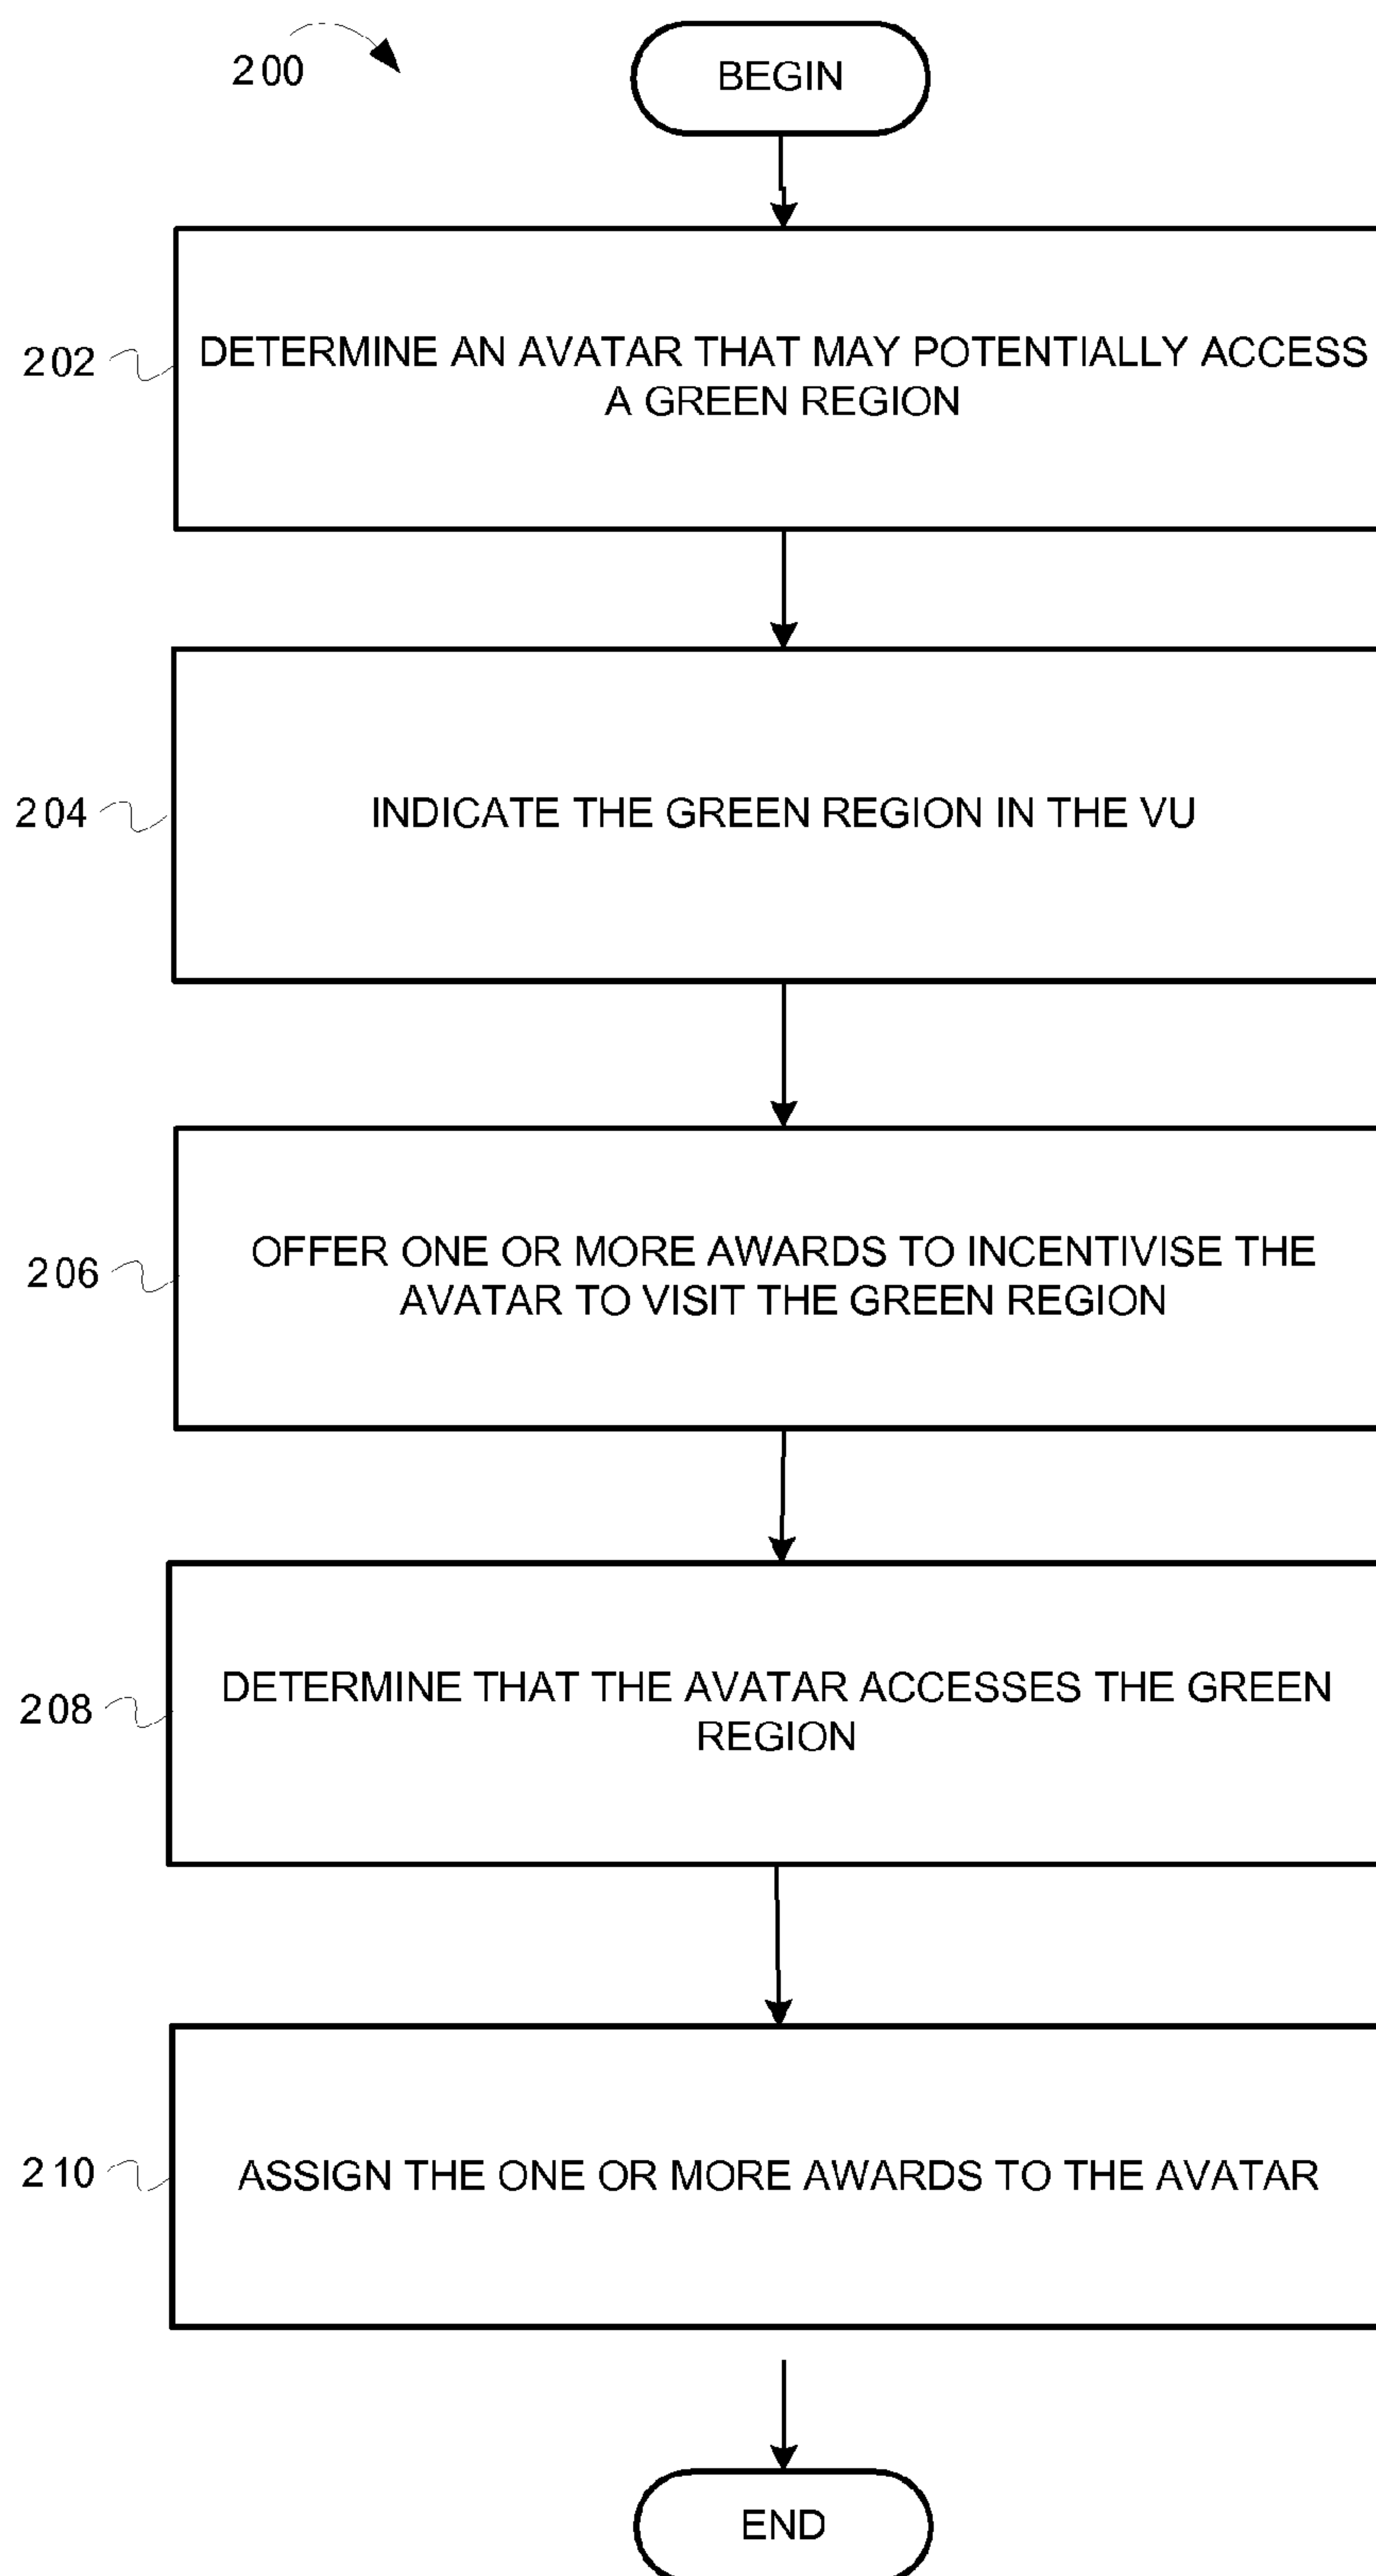 200
BEGIN
202
DETERMINE AN AVATAR THAT MAY POTENTIALLY ACCESS
A GREEN REGION
204
INDICATE THE GREEN REGION IN THE VU
206
OFFER ONE OR MORE AWARDS TO INCENTIVISE THE
AVATAR TO VISIT THE GREEN REGION
208
DETERMINE THAT THE AVATAR ACCESSES THE GREEN
REGION
210
ASSIGN THE ONE OR MORE AWARDS TO THE AVATAR
END